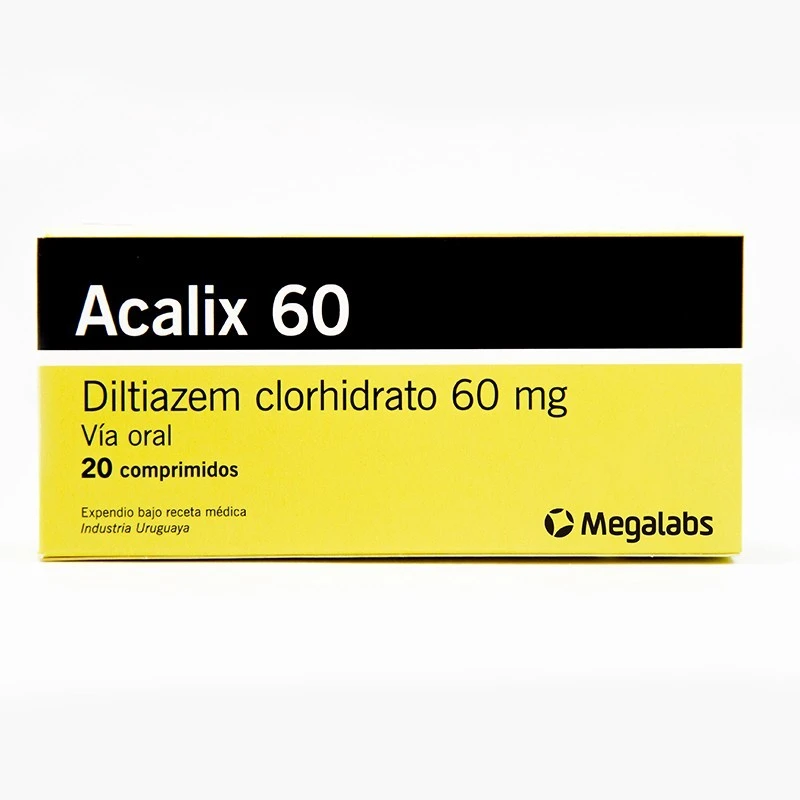 Acalix 60
Diltiazem clorhidrato 60 mg
Vía oral
20 comprimidos
Expendio bajo receta médica
Industria Uruguaya
Megalabs